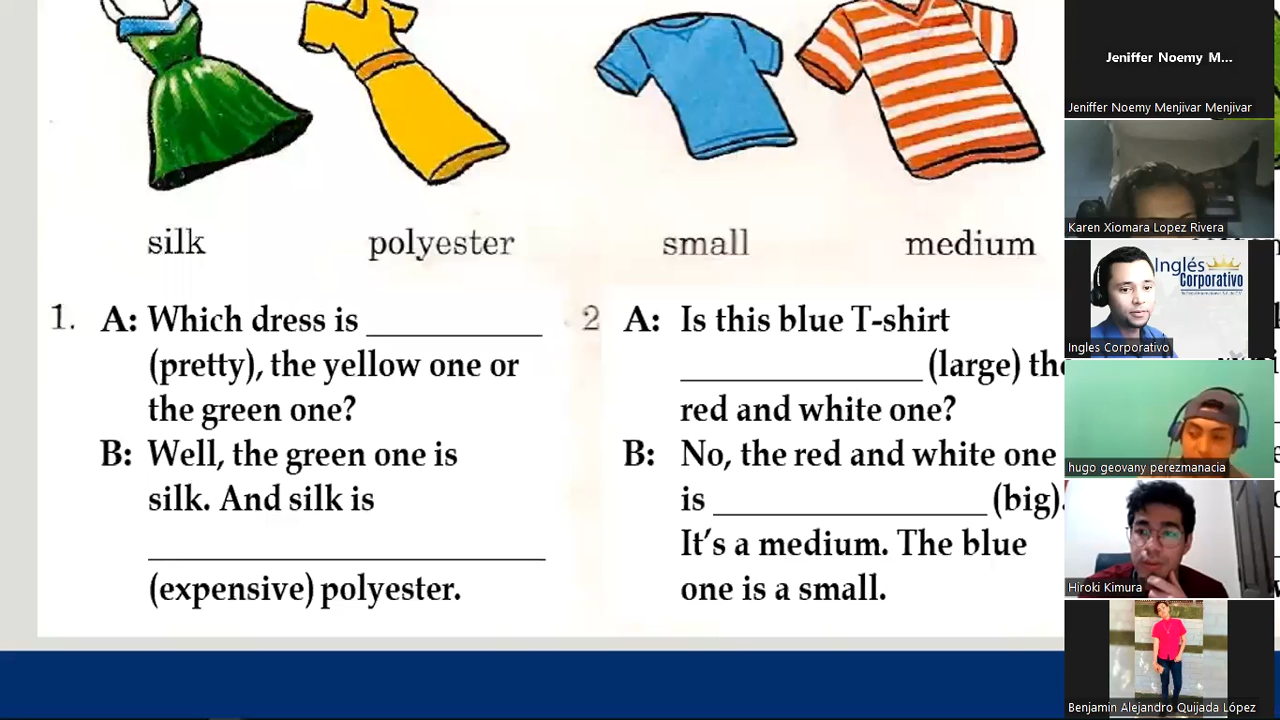 silk
polyester
small
medium
1. A: Which dress is __________
(pretty), the yellow one or
the green one?
B: Well, the green one is
silk. And silk is
______________________
(expensive) polyester.
2 A: Is this blue T-shirt
______________ (large) the
red and white one?
B: No, the red and white one
is ________________ (big).
It's a medium. The blue
one is a small.
Jeniffer Noemy M...
Jeniffer Noemy Menjivar Menjivar
Karen Xiomara Lopez Rivera
Inglés
Corporativo
Ingles Corporativo
hugo geovany perezmanacia
Hiroki Kimura
Benjamin Alejandro Quijada López